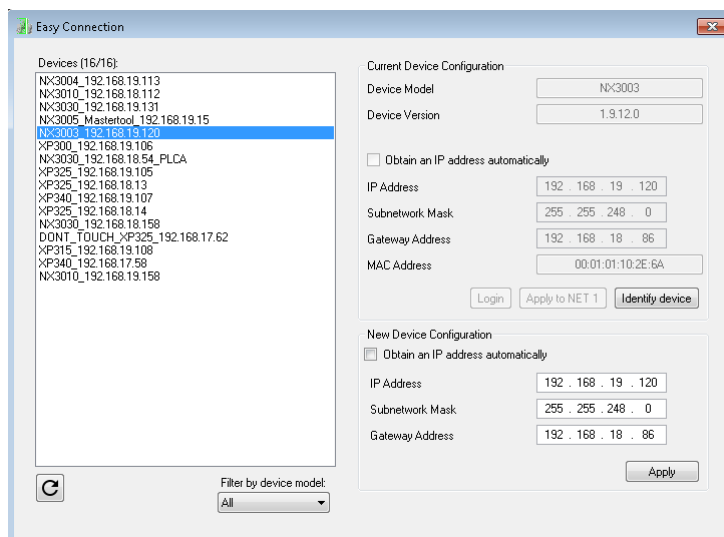 Easy Connection
Devices (16/16):
NX3004_192.168.19.113
NX3010_192.168.18.112
NX3030_192.168.19.131
NX3005_Mastertool_192.168.19.15
NX3003_192.168.19.120
XP300_192.168.19.106
NX3030_192.168.18.54_PLCA
XP325_192.168.19.105
XP325_192.168.18.13
XP340_192.168.19.107
XP325_192.168.18.14
NX3030_192.168.18.158
DONT_TOUCH_XP325_192.168.17.62
XP315_192.168.19.108
XP340_192.168.17.58
NX3010_192.168.19.158
Filter by device model:
All
Current Device Configuration
Device Model NX3003
Device Version 1.9.12.0
Obtain an IP address automatically
IP Address 192 . 168 . 19 . 120
Subnetwork Mask 255 . 255 . 248 . 0
Gateway Address 192 . 168 . 18 . 86
MAC Address 00:01:01:10:2E:6A
Login Apply to NET 1 Identify device
New Device Configuration
Obtain an IP address automatically
IP Address 192 . 168 . 19 . 120
Subnetwork Mask 255 . 255 . 248 . 0
Gateway Address 192 . 168 . 18 . 86
Apply